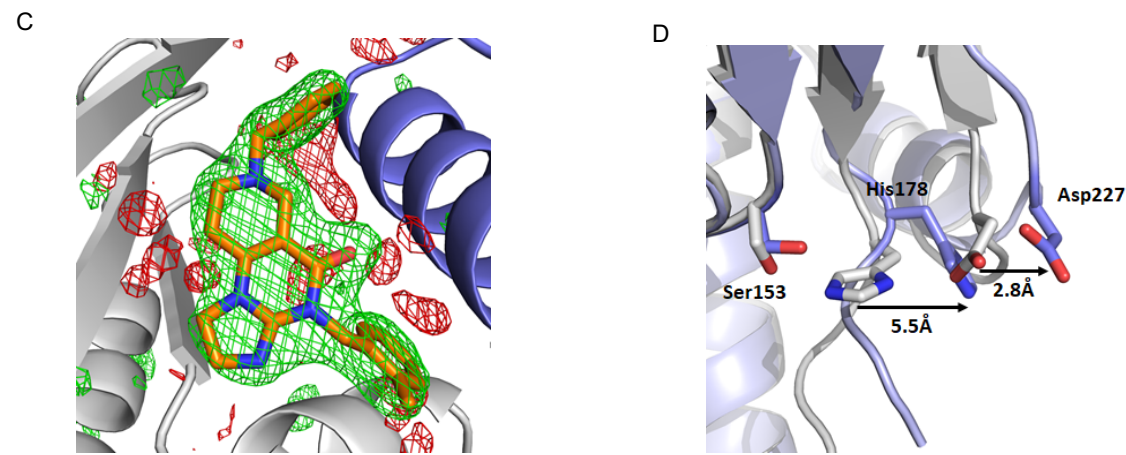 C
D
His178
Asp227
Ser153
2.8Å
5.5Å